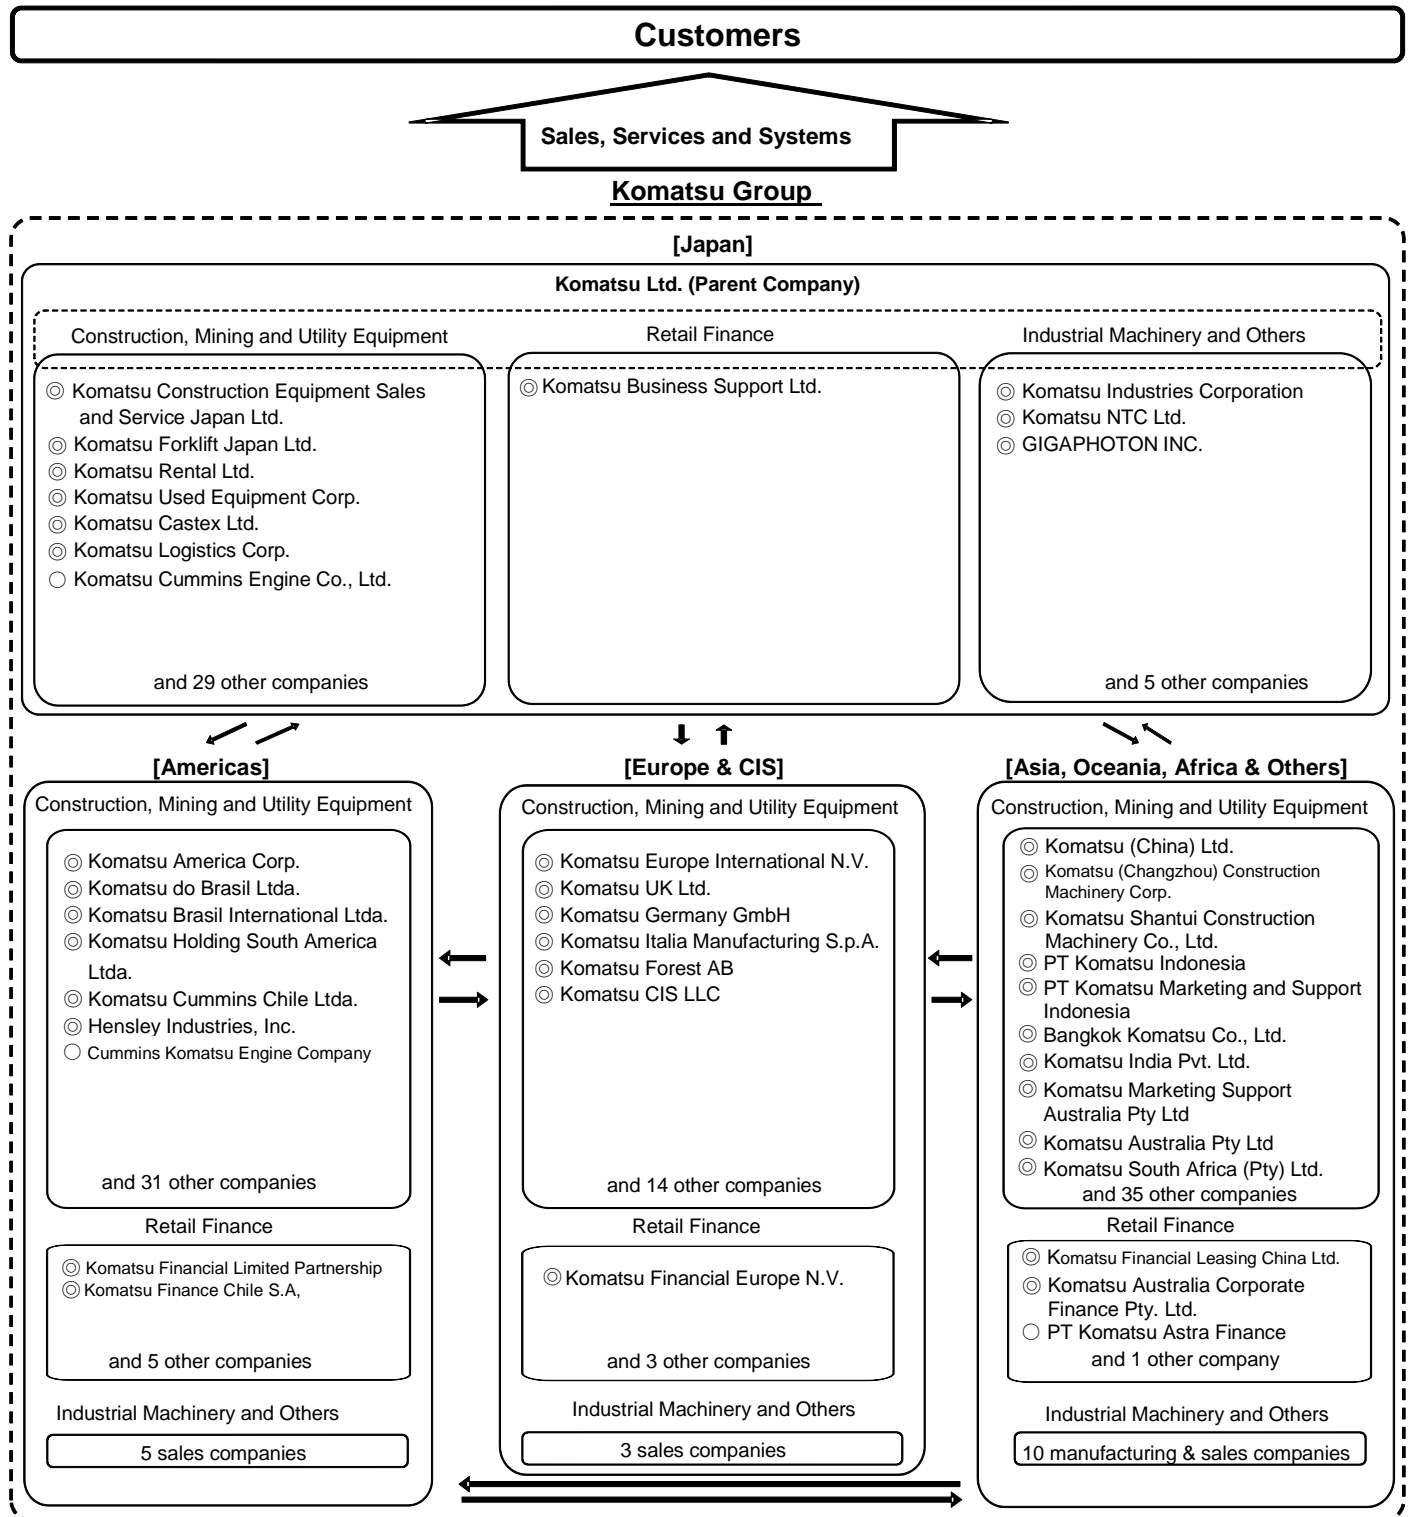 Customers
Sales, Services and Systems
Komatsu Group
[Japan]
Komatsu Ltd. (Parent Company)
Construction, Mining and Utility Equipment
◎ Komatsu Construction Equipment Sales
and Service Japan Ltd.
◎ Komatsu Forklift Japan Ltd.
◎ Komatsu Rental Ltd.
◎ Komatsu Used Equipment Corp.
◎ Komatsu Castex Ltd.
◎ Komatsu Logistics Corp.
○ Komatsu Cummins Engine Co., Ltd.
and 29 other companies
Retail Finance
◎ Komatsu Business Support Ltd.
Industrial Machinery and Others
◎ Komatsu Industries Corporation
◎ Komatsu NTC Ltd.
◎ GIGAPHOTON INC.
and 5 other companies
[Americas]
Construction, Mining and Utility Equipment
◎ Komatsu America Corp.
◎ Komatsu do Brasil Ltda.
◎ Komatsu Brasil International Ltda.
◎ Komatsu Holding South America
Ltda.
◎ Komatsu Cummins Chile Ltda.
◎ Hensley Industries, Inc.
○ Cummins Komatsu Engine Company
and 31 other companies
Retail Finance
◎ Komatsu Financial Limited Partnership
◎ Komatsu Finance Chile S.A,
and 5 other companies
Industrial Machinery and Others
5 sales companies
[Europe & CIS]
Construction, Mining and Utility Equipment
◎ Komatsu Europe International N.V.
◎ Komatsu UK Ltd.
◎ Komatsu Germany GmbH
◎ Komatsu Italia Manufacturing S.p.A.
◎ Komatsu Forest AB
◎ Komatsu CIS LLC
and 14 other companies
Retail Finance
◎ Komatsu Financial Europe N.V.
and 3 other companies
Industrial Machinery and Others
3 sales companies
[Asia, Oceania, Africa & Others]
Construction, Mining and Utility Equipment
◎ Komatsu (China) Ltd.
◎ Komatsu (Changzhou) Construction
Machinery Corp.
◎ Komatsu Shantui Construction
Machinery Co., Ltd.
◎ PT Komatsu Indonesia
◎ PT Komatsu Marketing and Support
Indonesia
◎ Bangkok Komatsu Co., Ltd.
◎ Komatsu India Pvt. Ltd.
◎ Komatsu Marketing Support
Australia Pty Ltd
◎ Komatsu Australia Pty Ltd
◎ Komatsu South Africa (Pty) Ltd.
and 35 other companies
Retail Finance
◎ Komatsu Financial Leasing China Ltd.
◎ Komatsu Australia Corporate
Finance Pty. Ltd.
○ PT Komatsu Astra Finance
and 1 other company
Industrial Machinery and Others
10 manufacturing & sales companies